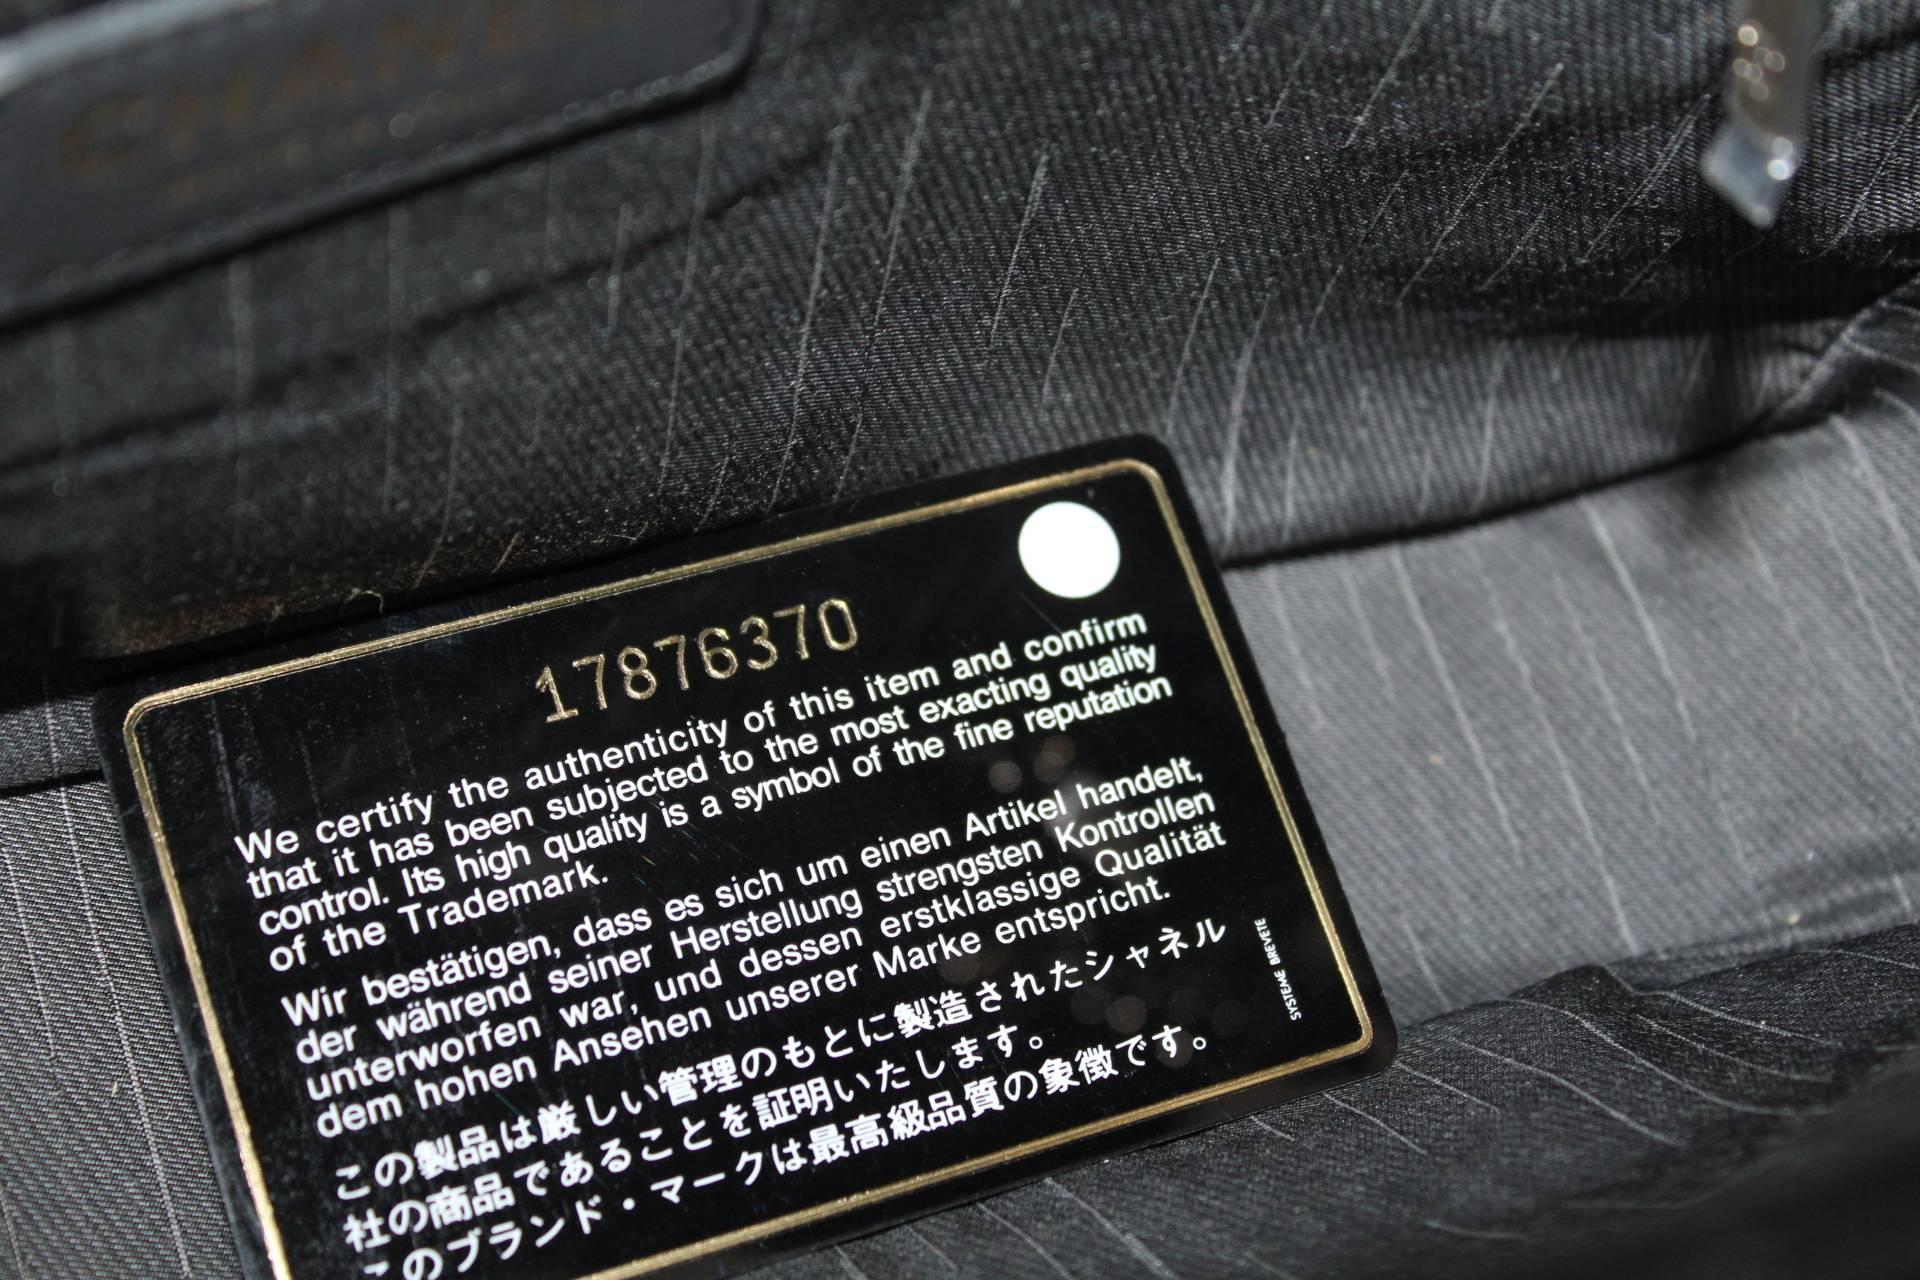 CHANEL
17876370
We certify the authenticity of this item and confirm
that it has been subjected to the most exacting quality
control. Its high quality is a symbol of the fine reputation
of the Trademark.
Wir bestätigen, dass es sich um einen Artikel handelt,
der während seiner Herstellung strengsten Kontrollen
unterworfen war, und dessen erstklassige Qualität
dem hohen Ansehen unserer Marke entspricht.
この製品は厳しい管理のもとに製造されたシャネル
社の商品であることを証明いたします。
このブランド・マークは最高級品質の象徴です。
SYSTEME BREVETE